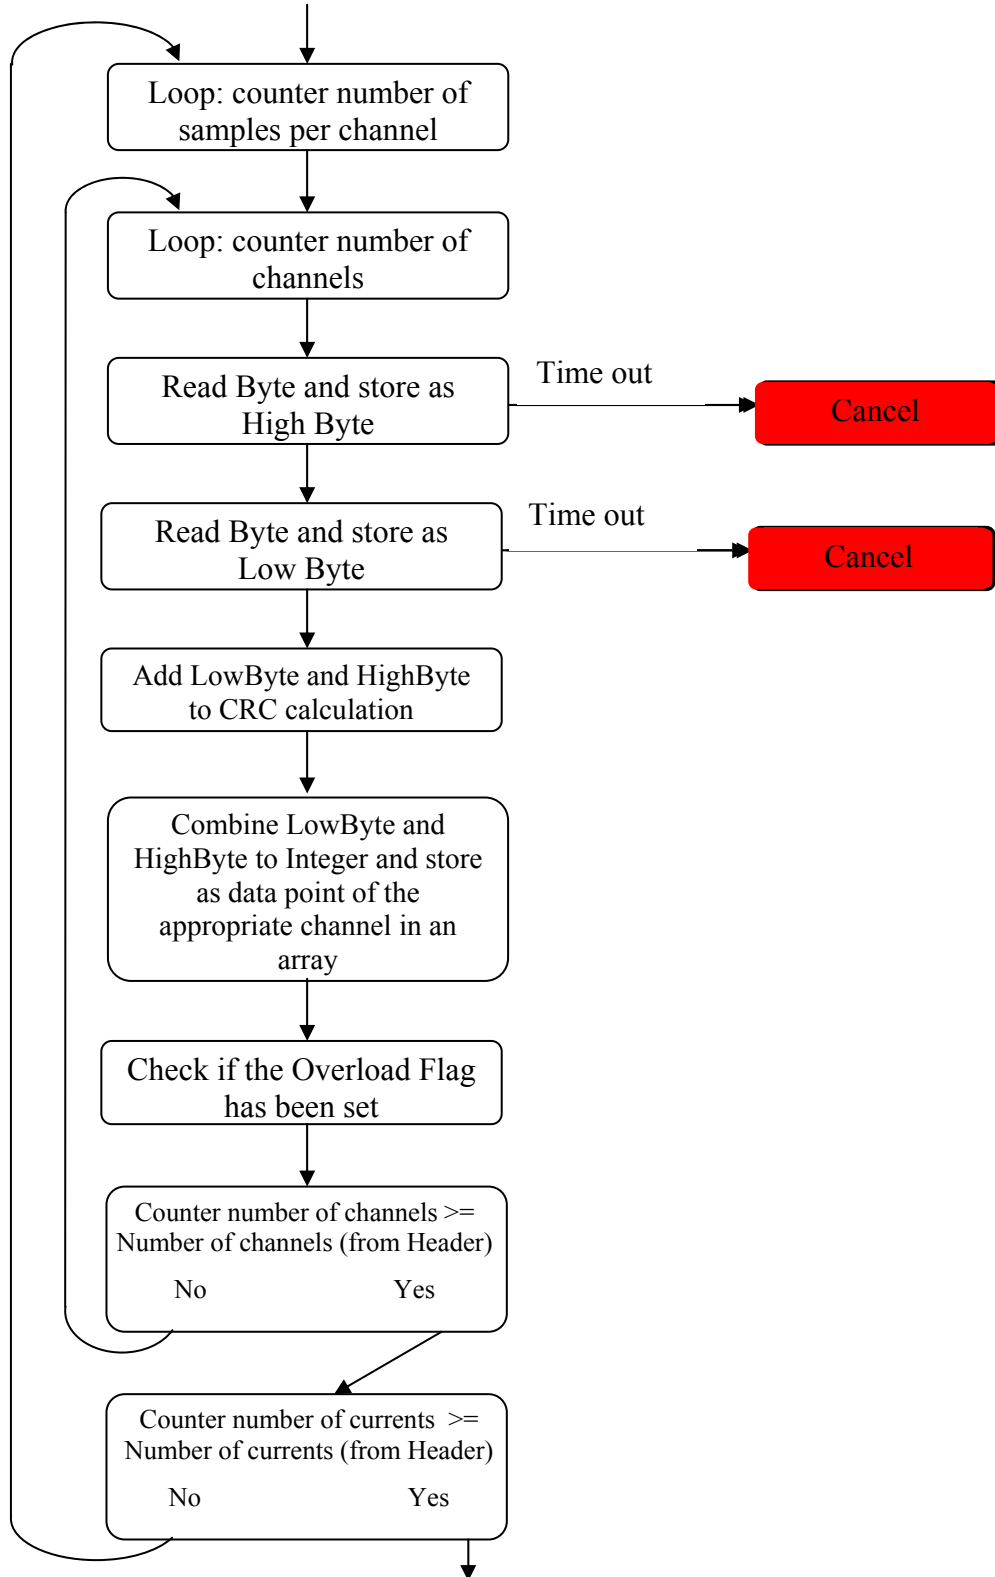 Loop: counter number of
samples per channel
Loop: counter number of
channels
Read Byte and store as
High Byte
Time out
Cancel
Read Byte and store as
Low Byte
Time out
Cancel
Add LowByte and HighByte
to CRC calculation
Combine LowByte and
HighByte to Integer and store
as data point of the
appropriate channel in an
array
Check if the Overload Flag
has been set
Counter number of channels >=
Number of channels (from Header)
No Yes
Counter number of currents >=
Number of currents (from Header)
No Yes